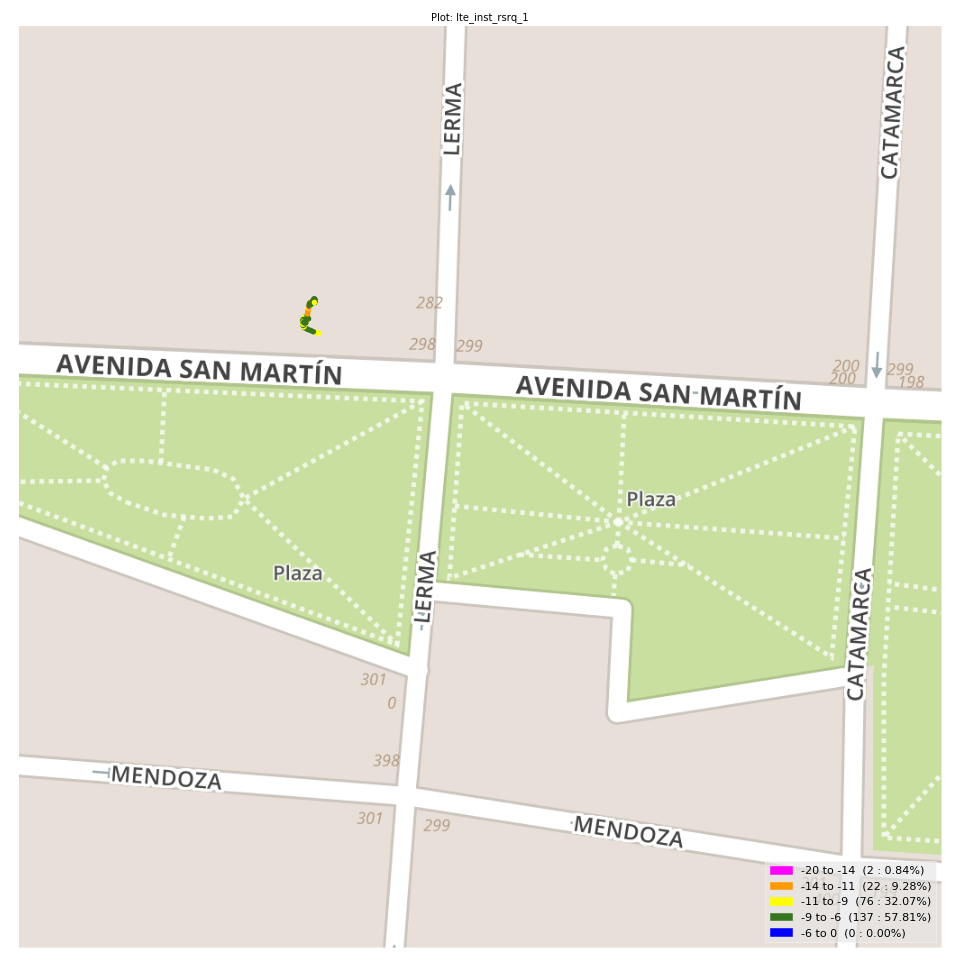 Plot: lte_inst_rsrq_1
LERMA
CATAMARCA
282
298
299
200
200
299
198
AVENIDA SAN MARTÍN
AVENIDA SAN MARTÍN
Plaza
Plaza
LERMA
CATAMARCA
301
0
398
MENDOZA
301
299
MENDOZA
-20 to -14 (2 : 0.84%)
-14 to -11 (22 : 9.28%)
-11 to -9 (76 : 32.07%)
-9 to -6 (137 : 57.81%)
-6 to 0 (0 : 0.00%)